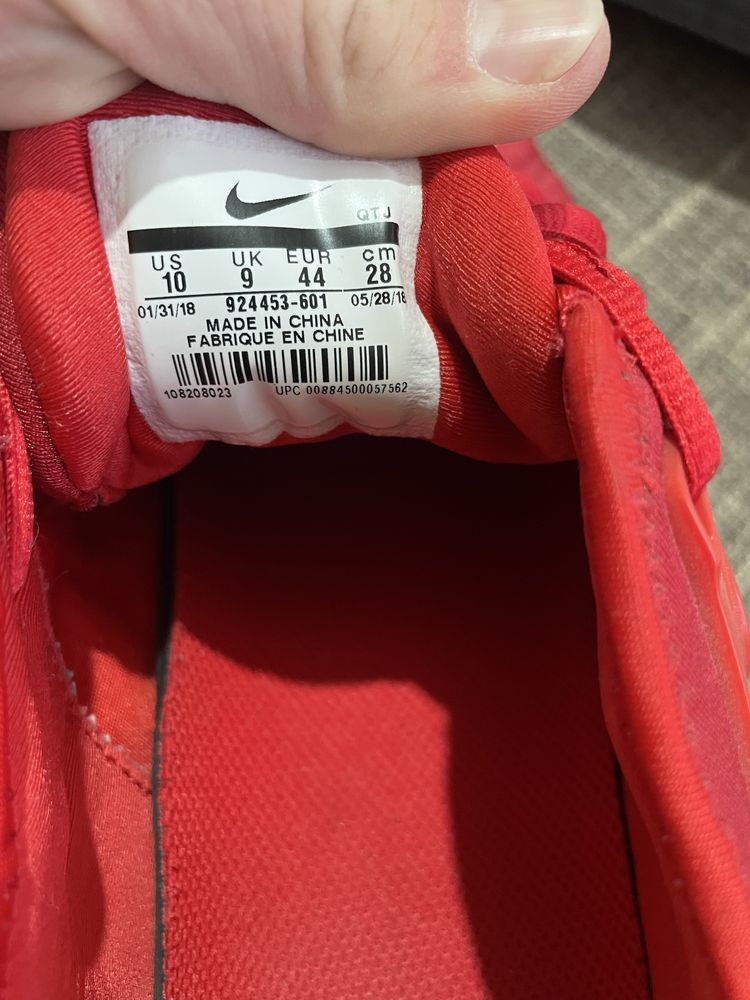 QTJ
US UK EUR cm
10 9 44 28
01/31/18 924453-601 05/28/18
MADE IN CHINA
FABRIQUE EN CHINE
108208023 UPC 00884500057562